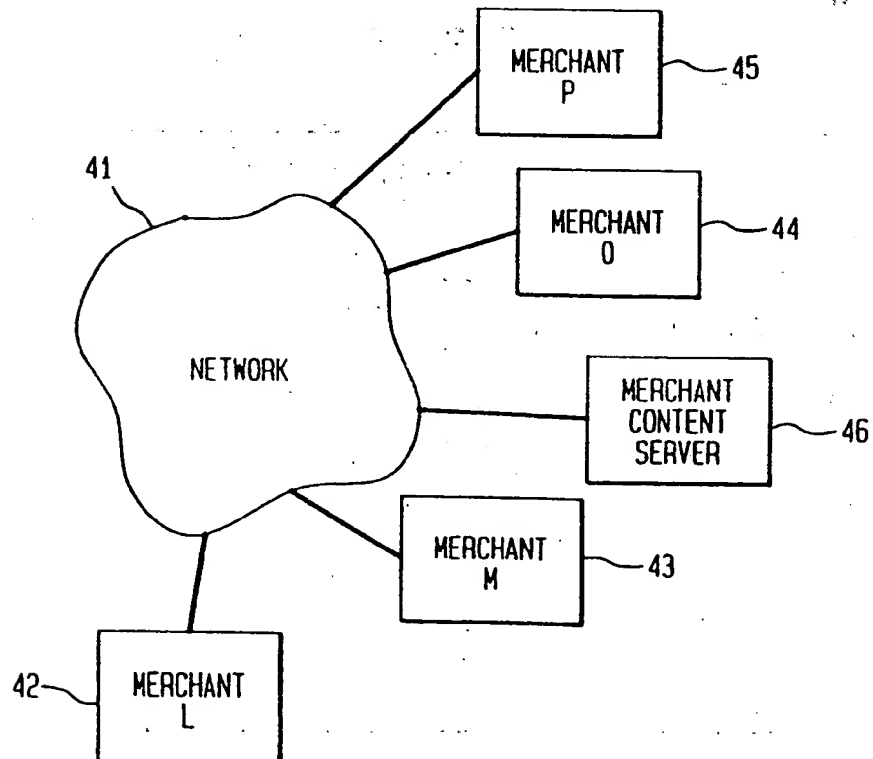 MERCHANT
P
45
41
MERCHANT
O
44
NETWORK
MERCHANT
CONTENT
SERVER
46
MERCHANT
M
43
42
MERCHANT
L